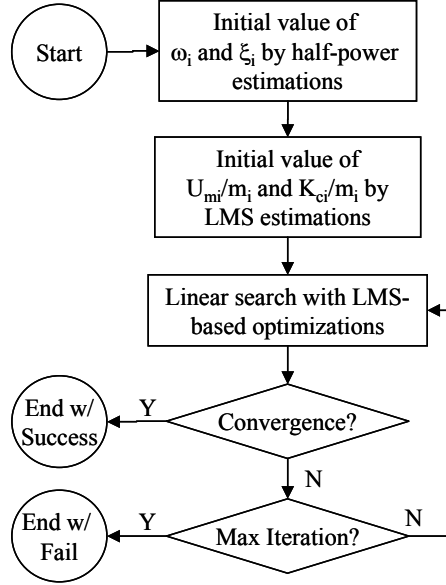 Start
Initial value of
ωi and ξi by half-power
estimations
Initial value of
Umi/mi and Kci/mi by
LMS estimations
Linear search with LMS-
based optimizations
End w/
Success
Y
Convergence?
N
End w/
Fail
Y
Max Iteration?
N